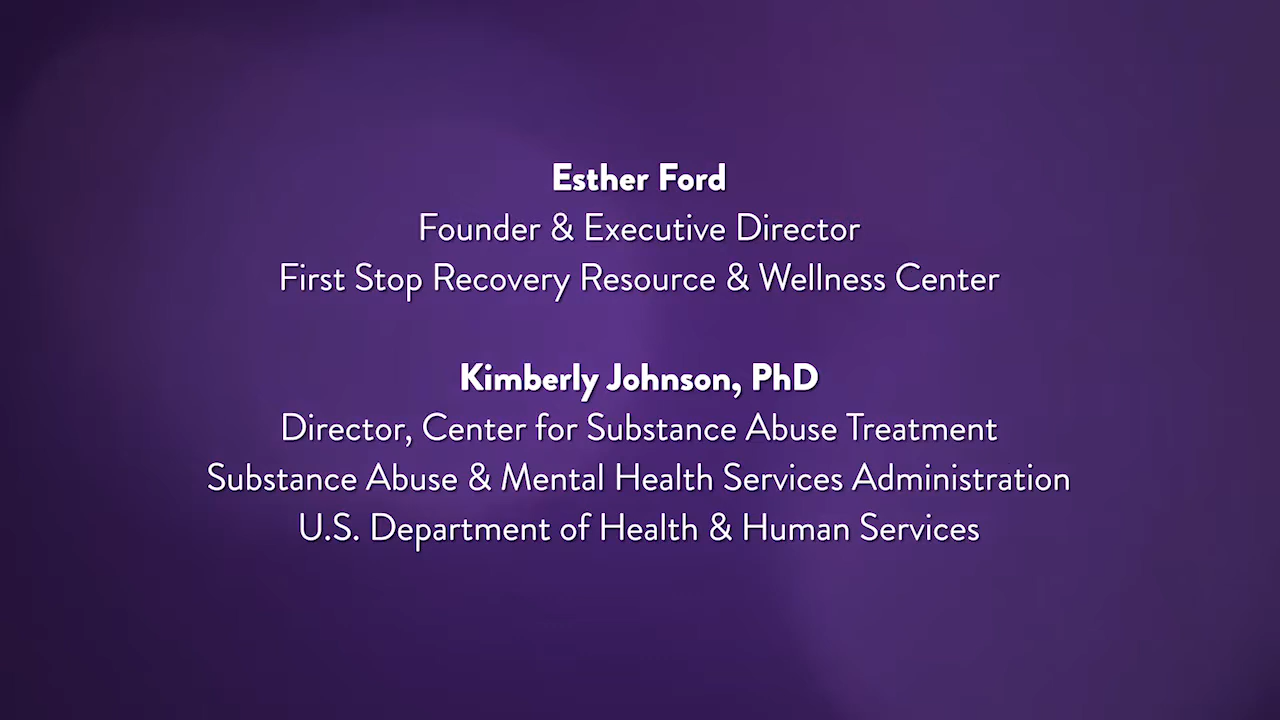 Esther Ford
Founder & Executive Director
First Stop Recovery Resource & Wellness Center
Kimberly Johnson, PhD
Director, Center for Substance Abuse Treatment
Substance Abuse & Mental Health Services Administration
U.S. Department of Health & Human Services